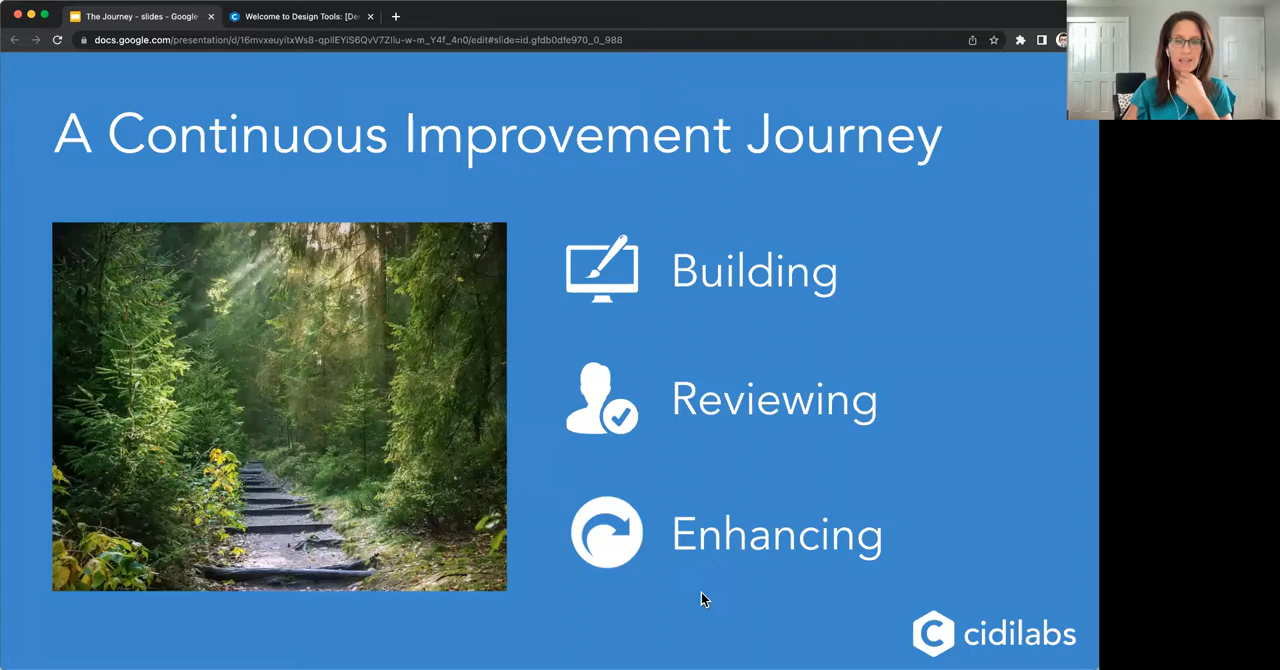 The Journey - slides - Google
Welcome to Design Tools: [De
docs.google.com/presentation/d/16mvxeuyitxWs8-qpIlEYiS6QvV7ZIiu-w-m_Y4f_4n0/edit#slide=id.gfdb0dfe970_0_988
A Continuous Improvement Journey
Building
Reviewing
Enhancing
cidilabs